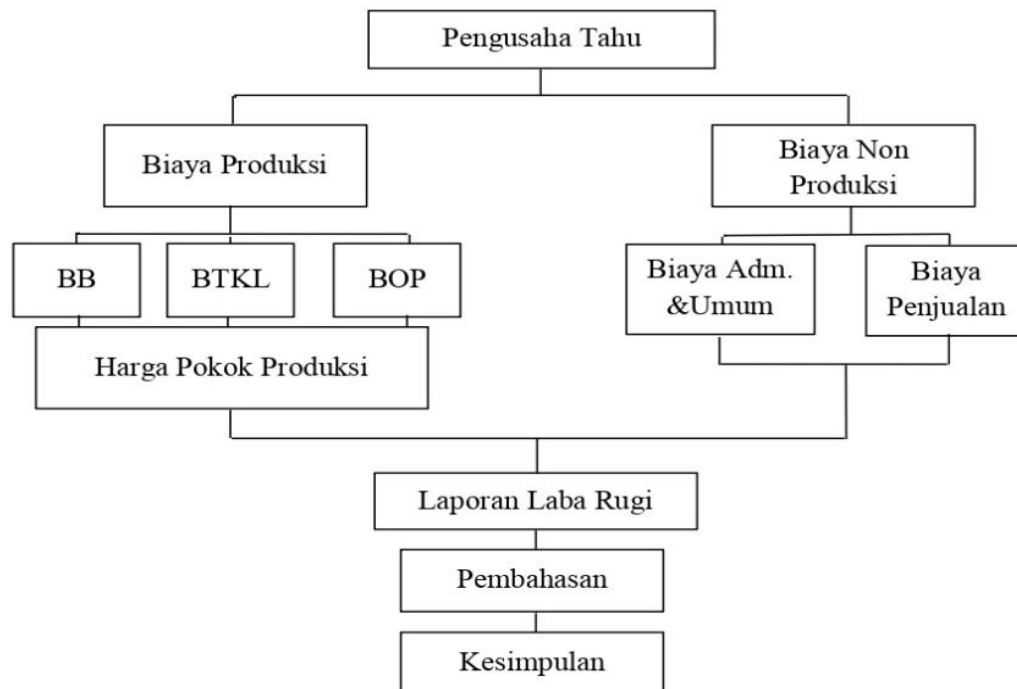 Pengusaha Tahu
Biaya Produksi
Biaya Non
Produksi
BB
BTKL
BOP
Biaya Adm.
&Umum
Biaya
Penjualan
Harga Pokok Produksi
Laporan Laba Rugi
Pembahasan
Kesimpulan